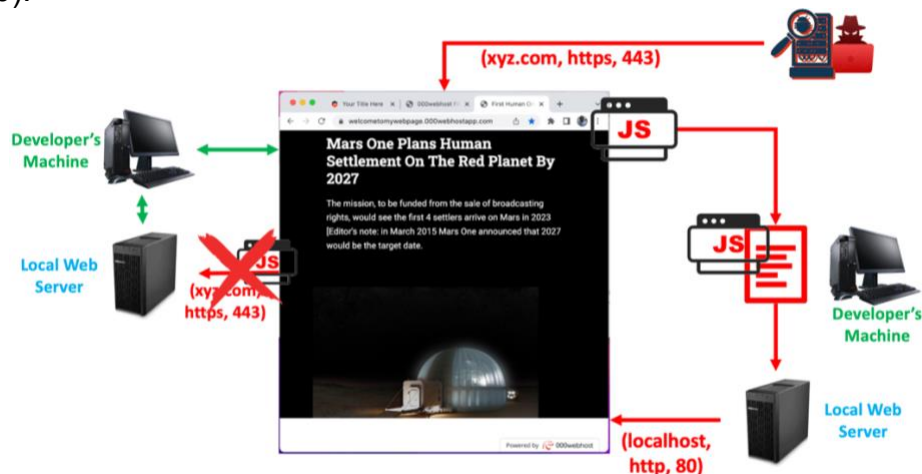 (xyz.com, https, 443)
Your Title Here
000webhost
First Human
welcometomywebpage.000webhostapp.com
JS
Developer's
Machine
Mars One Plans Human
Settlement On The Red Planet By
2027
The mission, to be funded from the sale of broadcasting
rights, would see the first 4 settlers arrive on Mars in 2023
[Editor's note: in March 2015 Mars One announced that 2027
would be the target date.
JS
Local Web
Server
JS
(xyz.com,
https, 443)
Developer's
Machine
Local Web
Server
(localhost,
http, 80)
Powered by 000webhost